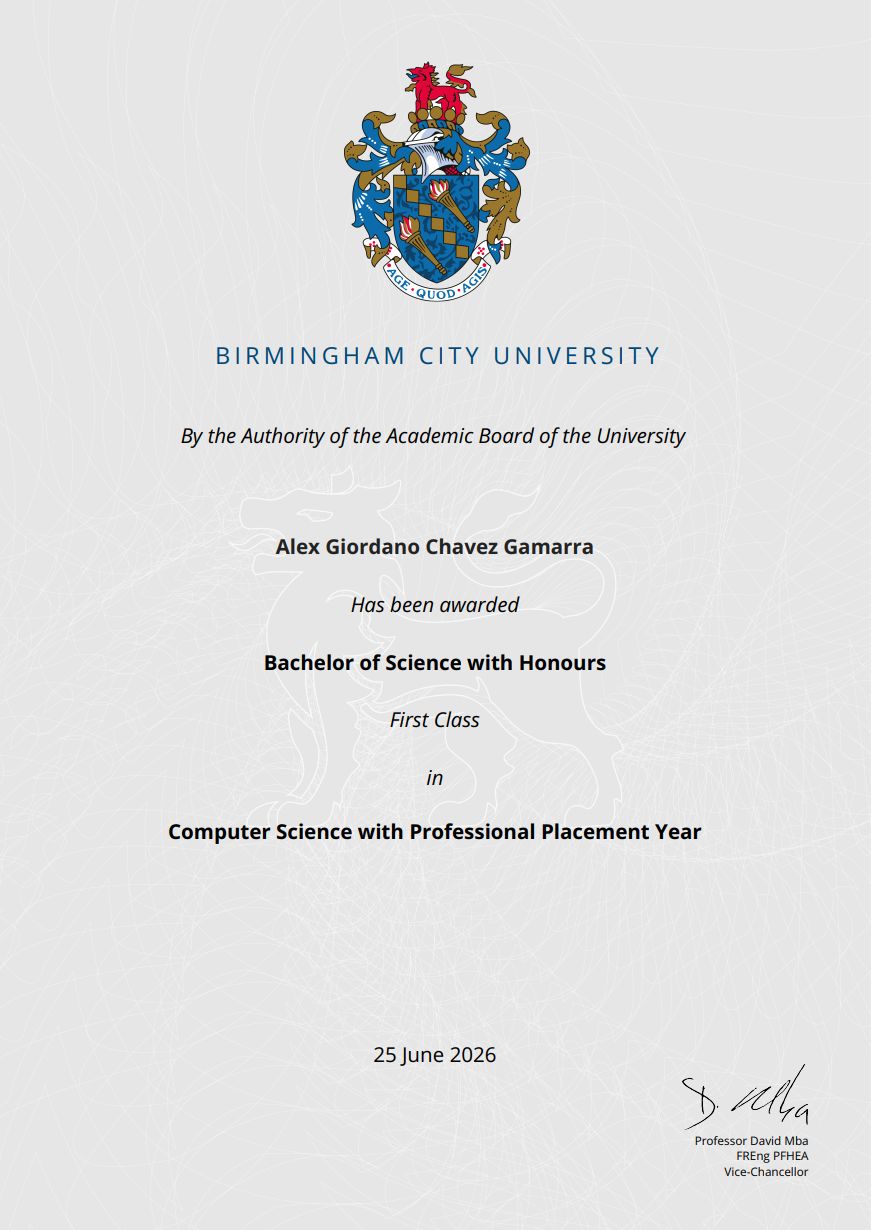 AGE · QUOD · AGIS
BIRMINGHAM CITY UNIVERSITY
By the Authority of the Academic Board of the University
Alex Giordano Chavez Gamarra
Has been awarded
Bachelor of Science with Honours
First Class
in
Computer Science with Professional Placement Year
25 June 2026
D. Mba
Professor David Mba
FREng PFHEA
Vice-Chancellor